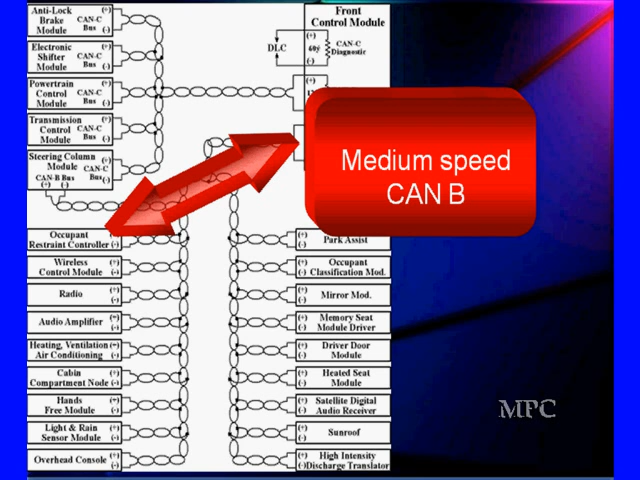 Anti-Lock
Brake CAN-C
Module Bus
(+)
(-)
Electronic
Shifter CAN-C
Module Bus
(+)
(-)
Powertrain
Control CAN-C
Module Bus
(+)
(-)
Transmission
Control CAN-C
Module Bus
(+)
(-)
Steering Column
Module CAN-C
CAN-B Bus Bus
(+) (-)
(+)
(-)
Front
Control Module
DLC
(+)
60
(-)
CAN-C
Diagnostic
(+)
Medium speed
CAN B
Occupant (+)
Restraint Controller (-)
Wireless (+)
Control Module (-)
Radio (+)
(-)
Audio Amplifier (+)
(-)
Heating, Ventilation (+)
Air Conditioning (-)
Cabin (+)
Compartment Node (-)
Hands (+)
Free Module (-)
Light & Rain (+)
Sensor Module (-)
Overhead Console (+)
(-)
(+)
(-) Park Assist
(+) Occupant
(-) Classification Mod.
(+)
(-) Mirror Mod.
(+) Memory Seat
(-) Module Driver
(+) Driver Door
(-) Module
(+) Heated Seat
(-) Module
(+) Satellite Digital
(-) Audio Receiver
(+)
(-) Sunroof
(+) High Intensity
(-) Discharge Translator
MPC